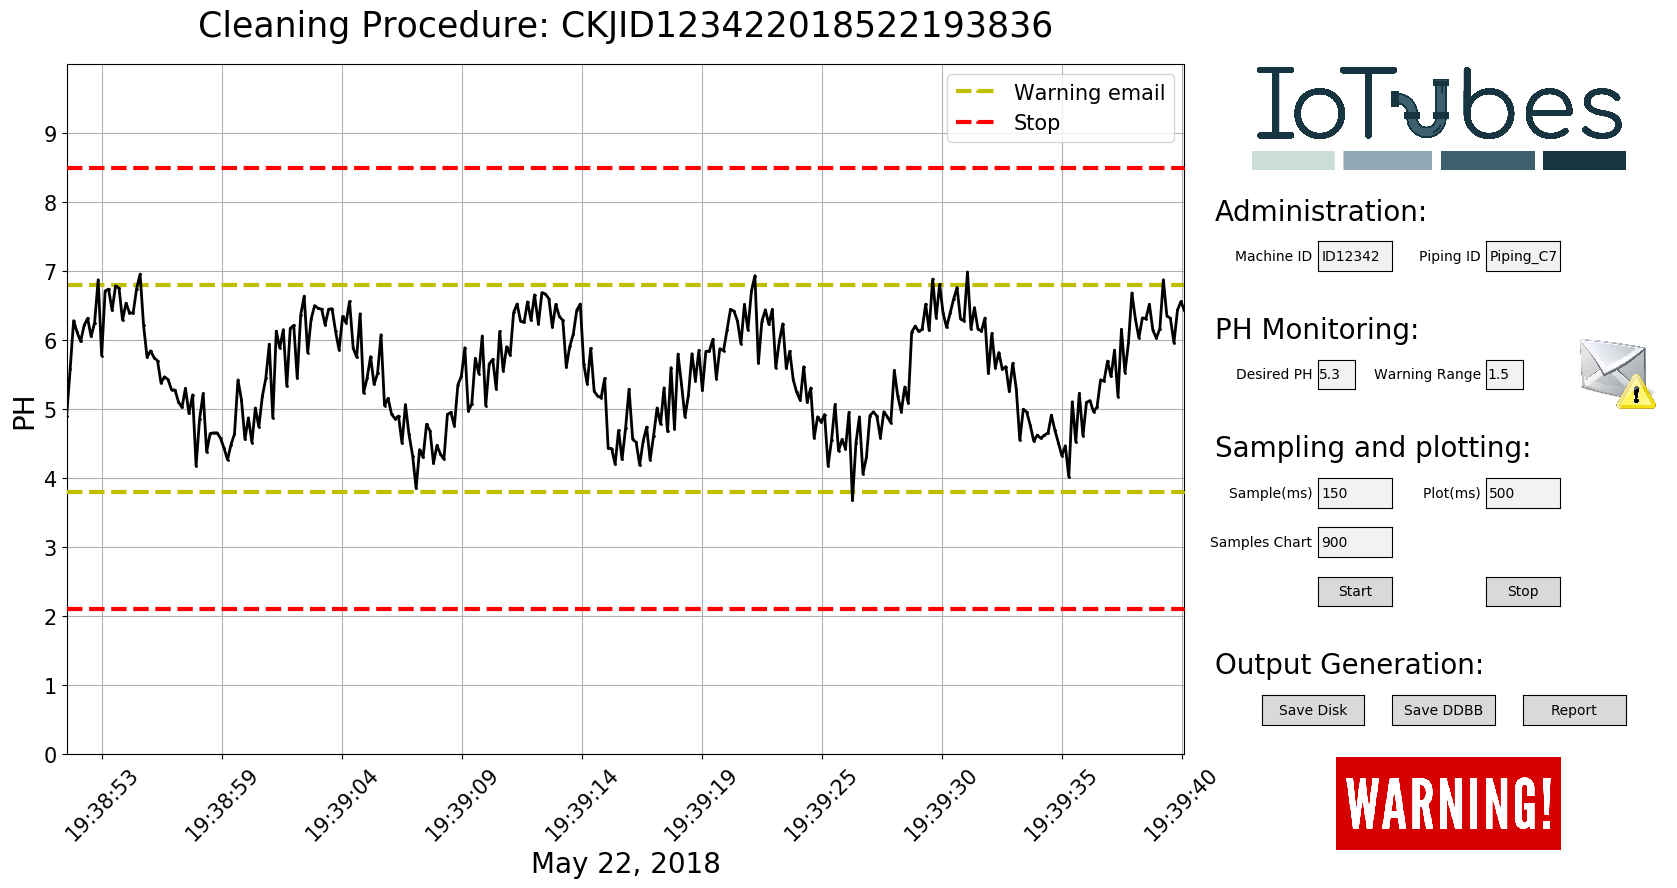 Cleaning Procedure: CKJID123422018522193836
Warning email
Stop
9
8
7
6
5
4
3
2
1
0
PH
19:38:53
19:38:59
19:39:04
19:39:09
19:39:14
19:39:19
19:39:25
19:39:30
19:39:35
19:39:40
May 22, 2018
IoTubes
Administration:
Machine ID ID12342 Piping ID Piping_C7
PH Monitoring:
Desired PH 5.3 Warning Range 1.5
Sampling and plotting:
Sample(ms) 150 Plot(ms) 500
Samples Chart 900
Start Stop
Output Generation:
Save Disk Save DDBB Report
WARNING!